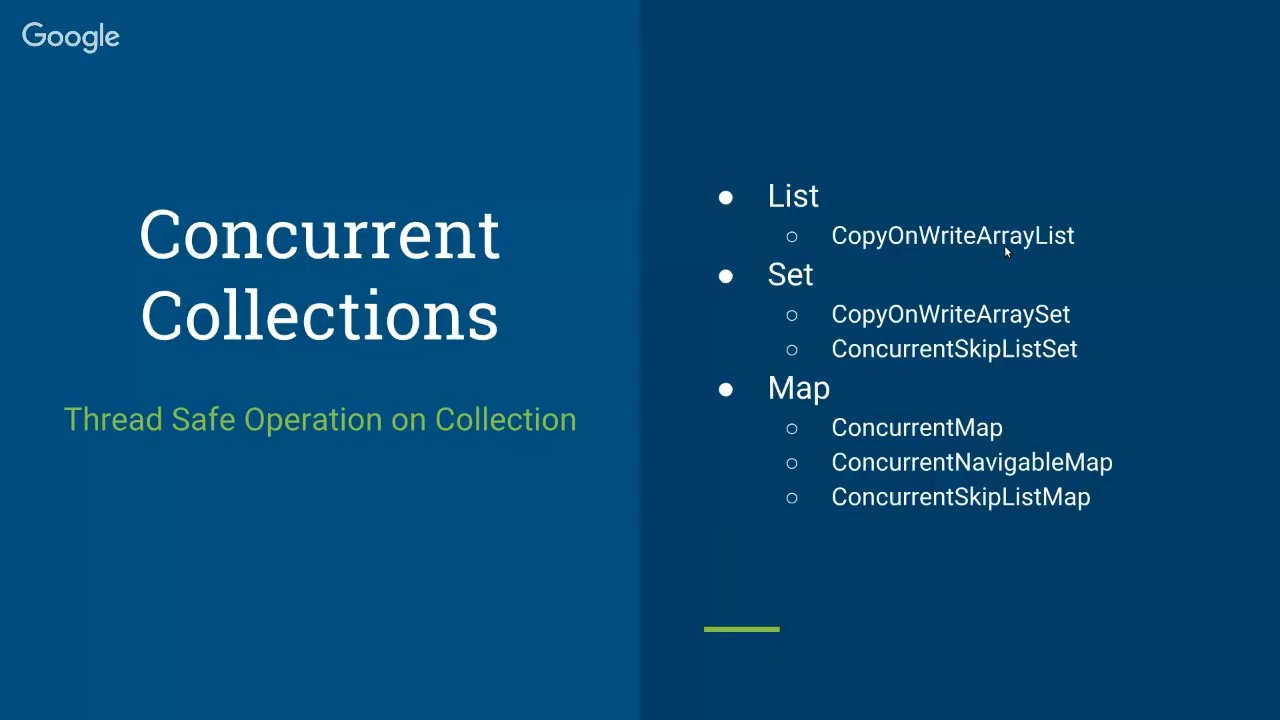 Google
Concurrent
Collections
Thread Safe Operation on Collection
● List
○ CopyOnWriteArrayList
● Set
○ CopyOnWriteArraySet
○ ConcurrentSkipListSet
● Map
○ ConcurrentMap
○ ConcurrentNavigableMap
○ ConcurrentSkipListMap